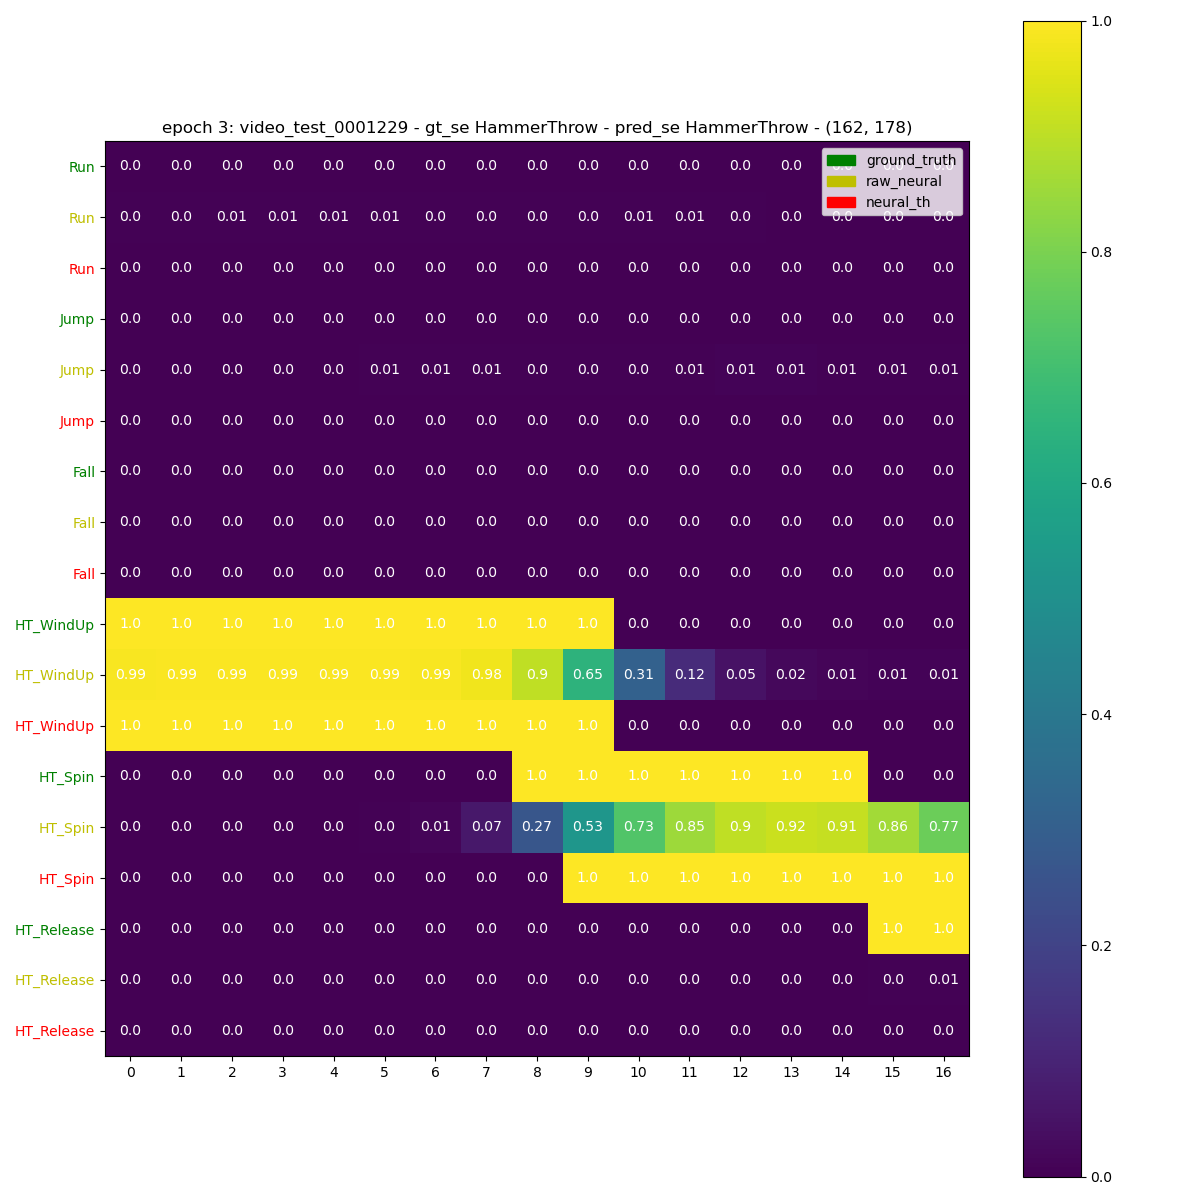 epoch 3: video_test_0001229 - gt_se HammerThrow - pred_se HammerThrow - (162, 178)
ground_truth
raw_neural
neural_th
Run 0.0 0.0 0.0 0.0 0.0 0.0 0.0 0.0 0.0 0.0 0.0 0.0 0.0 0.0 0.0 0.0 0.0
Run 0.0 0.0 0.01 0.01 0.01 0.01 0.0 0.0 0.0 0.0 0.01 0.01 0.0 0.0 0.0 0.0 0.0
Run 0.0 0.0 0.0 0.0 0.0 0.0 0.0 0.0 0.0 0.0 0.0 0.0 0.0 0.0 0.0 0.0 0.0
Jump 0.0 0.0 0.0 0.0 0.0 0.0 0.0 0.0 0.0 0.0 0.0 0.0 0.0 0.0 0.0 0.0 0.0
Jump 0.0 0.0 0.0 0.0 0.0 0.01 0.01 0.01 0.0 0.0 0.0 0.01 0.01 0.01 0.01 0.01 0.01
Jump 0.0 0.0 0.0 0.0 0.0 0.0 0.0 0.0 0.0 0.0 0.0 0.0 0.0 0.0 0.0 0.0 0.0
Fall 0.0 0.0 0.0 0.0 0.0 0.0 0.0 0.0 0.0 0.0 0.0 0.0 0.0 0.0 0.0 0.0 0.0
Fall 0.0 0.0 0.0 0.0 0.0 0.0 0.0 0.0 0.0 0.0 0.0 0.0 0.0 0.0 0.0 0.0 0.0
Fall 0.0 0.0 0.0 0.0 0.0 0.0 0.0 0.0 0.0 0.0 0.0 0.0 0.0 0.0 0.0 0.0 0.0
HT_WindUp 1.0 1.0 1.0 1.0 1.0 1.0 1.0 1.0 1.0 1.0 0.0 0.0 0.0 0.0 0.0 0.0 0.0
HT_WindUp 0.99 0.99 0.99 0.99 0.99 0.99 0.99 0.98 0.9 0.65 0.31 0.12 0.05 0.02 0.01 0.01 0.01
HT_WindUp 1.0 1.0 1.0 1.0 1.0 1.0 1.0 1.0 1.0 1.0 0.0 0.0 0.0 0.0 0.0 0.0 0.0
HT_Spin 0.0 0.0 0.0 0.0 0.0 0.0 0.0 0.0 1.0 1.0 1.0 1.0 1.0 1.0 1.0 0.0 0.0
HT_Spin 0.0 0.0 0.0 0.0 0.0 0.0 0.01 0.07 0.27 0.53 0.73 0.85 0.9 0.92 0.91 0.86 0.77
HT_Spin 0.0 0.0 0.0 0.0 0.0 0.0 0.0 0.0 0.0 1.0 1.0 1.0 1.0 1.0 1.0 1.0 1.0
HT_Release 0.0 0.0 0.0 0.0 0.0 0.0 0.0 0.0 0.0 0.0 0.0 0.0 0.0 0.0 0.0 1.0 1.0
HT_Release 0.0 0.0 0.0 0.0 0.0 0.0 0.0 0.0 0.0 0.0 0.0 0.0 0.0 0.0 0.0 0.0 0.01
HT_Release 0.0 0.0 0.0 0.0 0.0 0.0 0.0 0.0 0.0 0.0 0.0 0.0 0.0 0.0 0.0 0.0 0.0
0 1 2 3 4 5 6 7 8 9 10 11 12 13 14 15 16
1.0
0.8
0.6
0.4
0.2
0.0